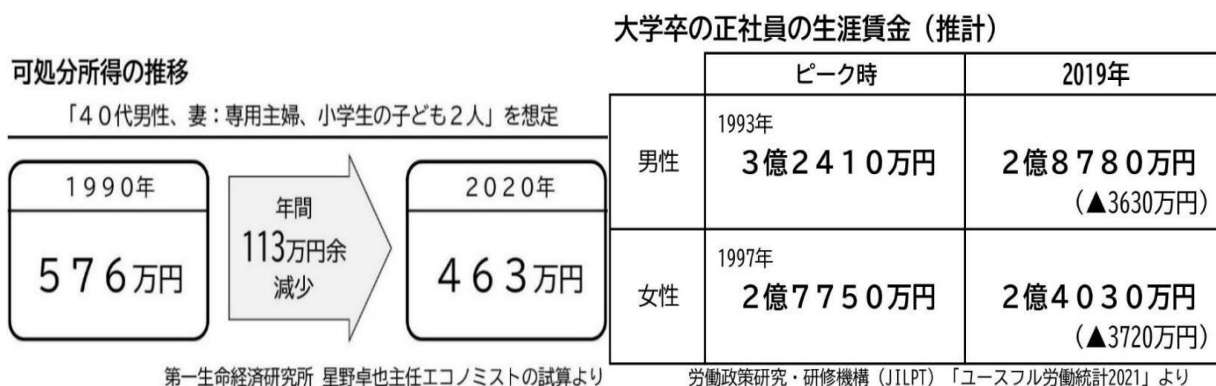 可処分所得の推移
「４０代男性、妻：専用主婦、小学生の子ども２人」を想定
１９９０年
５７６万円
年間
113万円余
減少
２０２０年
４６３万円
第一生命経済研究所 星野卓也主任エコノミストの試算より
大学卒の正社員の生涯賃金（推計）
ピーク時
2019年
男性
1993年
３億２４１０万円
２億８７８０万円
（▲3630万円）
女性
1997年
２億７７５０万円
２億４０３０万円
（▲3720万円）
労働政策研究・研修機構（JILPT）「ユースフル労働統計2021」より